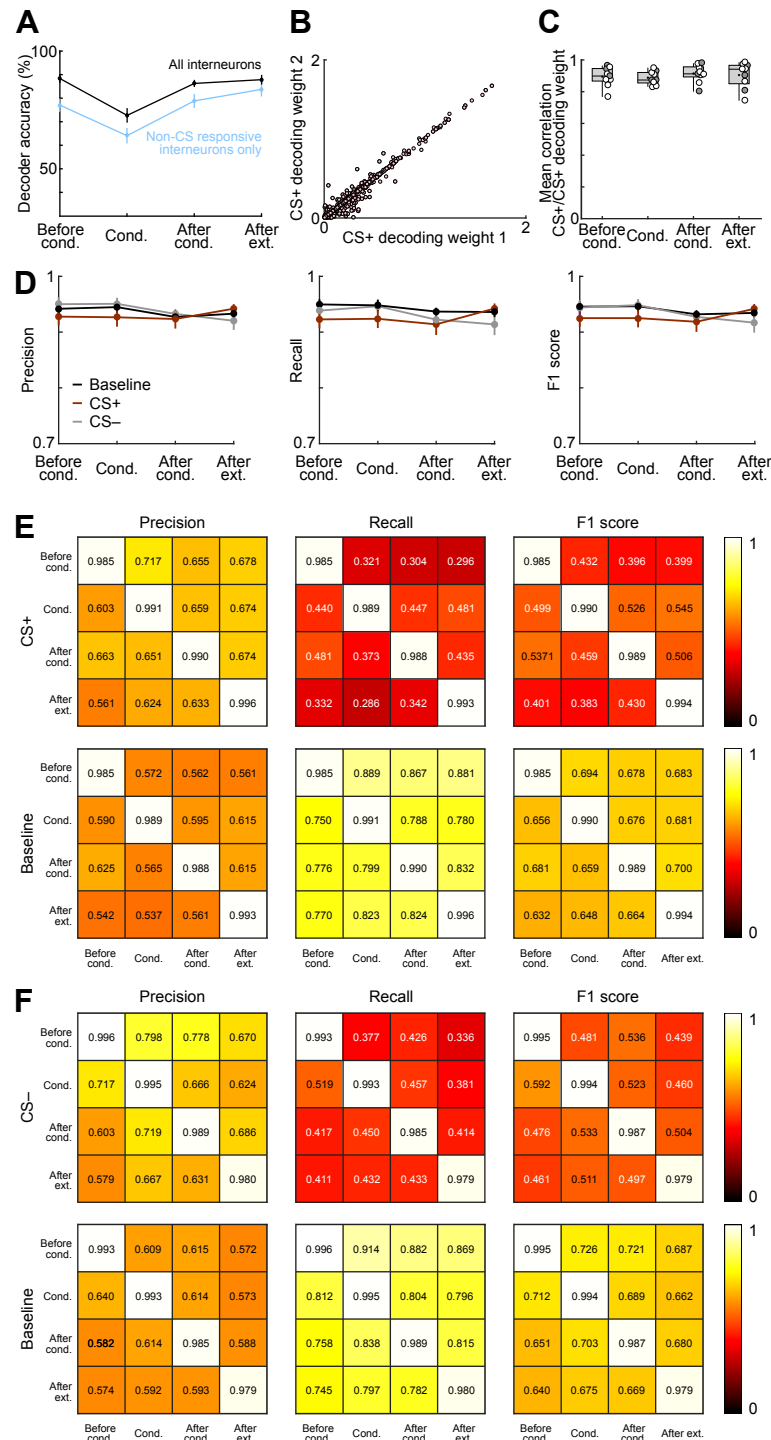 A
B
C
Decoder accuracy (%)
100
50
All interneurons
Non-CS responsive
interneurons only
Before
cond.
Cond.
After
cond.
After
ext.
CS+ decoding weight 2
2
0
0
2
CS+ decoding weight 1
Mean correlation
CS+/CS+ decoding weight
1
0
Before
cond.
Cond.
After
cond.
After
ext.
D
Precision
1
0.7
Baseline
CS+
CS–
Before
cond.
Cond.
After
cond.
After
ext.
Recall
1
0.7
Before
cond.
Cond.
After
cond.
After
ext.
F1 score
1
0.7
Before
cond.
Cond.
After
cond.
After
ext.
E
Precision
Recall
F1 score
CS+
Before
cond.
0.985 0.717 0.655 0.678
0.985 0.321 0.304 0.296
0.985 0.432 0.396 0.399
Cond.
0.603 0.991 0.659 0.674
0.440 0.989 0.447 0.481
0.499 0.990 0.526 0.545
After
cond.
0.663 0.651 0.990 0.674
0.481 0.373 0.988 0.435
0.5371 0.459 0.989 0.506
After
ext.
0.561 0.624 0.633 0.996
0.332 0.286 0.342 0.993
0.401 0.383 0.430 0.994
1
0
Baseline
Before
cond.
0.985 0.572 0.562 0.561
0.985 0.889 0.867 0.881
0.985 0.694 0.678 0.683
Cond.
0.590 0.989 0.595 0.615
0.750 0.991 0.788 0.780
0.656 0.990 0.676 0.681
After
cond.
0.625 0.565 0.988 0.615
0.776 0.799 0.990 0.832
0.681 0.659 0.989 0.700
After
ext.
0.542 0.537 0.561 0.993
0.770 0.823 0.824 0.996
0.632 0.648 0.664 0.994
1
0
Before
cond.
Cond.
After
cond.
After
ext.
Before
cond.
Cond.
After
cond.
After
ext.
Before
cond.
Cond.
After
cond.
After ext.
F
Precision
Recall
F1 score
CS–
Before
cond.
0.996 0.798 0.778 0.670
0.993 0.377 0.426 0.336
0.995 0.481 0.536 0.439
Cond.
0.717 0.995 0.666 0.624
0.519 0.993 0.457 0.381
0.592 0.994 0.523 0.460
After
cond.
0.603 0.719 0.989 0.686
0.417 0.450 0.985 0.414
0.476 0.533 0.987 0.504
After
ext.
0.579 0.667 0.631 0.980
0.411 0.432 0.433 0.979
0.461 0.511 0.497 0.979
1
0
Baseline
Before
cond.
0.993 0.609 0.615 0.572
0.996 0.914 0.882 0.869
0.995 0.726 0.721 0.687
Cond.
0.640 0.993 0.614 0.573
0.812 0.995 0.804 0.796
0.712 0.994 0.689 0.662
After
cond.
0.582 0.614 0.985 0.588
0.758 0.838 0.989 0.815
0.651 0.703 0.987 0.680
After
ext.
0.574 0.592 0.593 0.979
0.745 0.797 0.782 0.980
0.640 0.675 0.669 0.979
1
0
Before
cond.
Cond.
After
cond.
After
ext.
Before
cond.
Cond.
After
cond.
After
ext.
Before
cond.
Cond.
After
cond.
After ext.